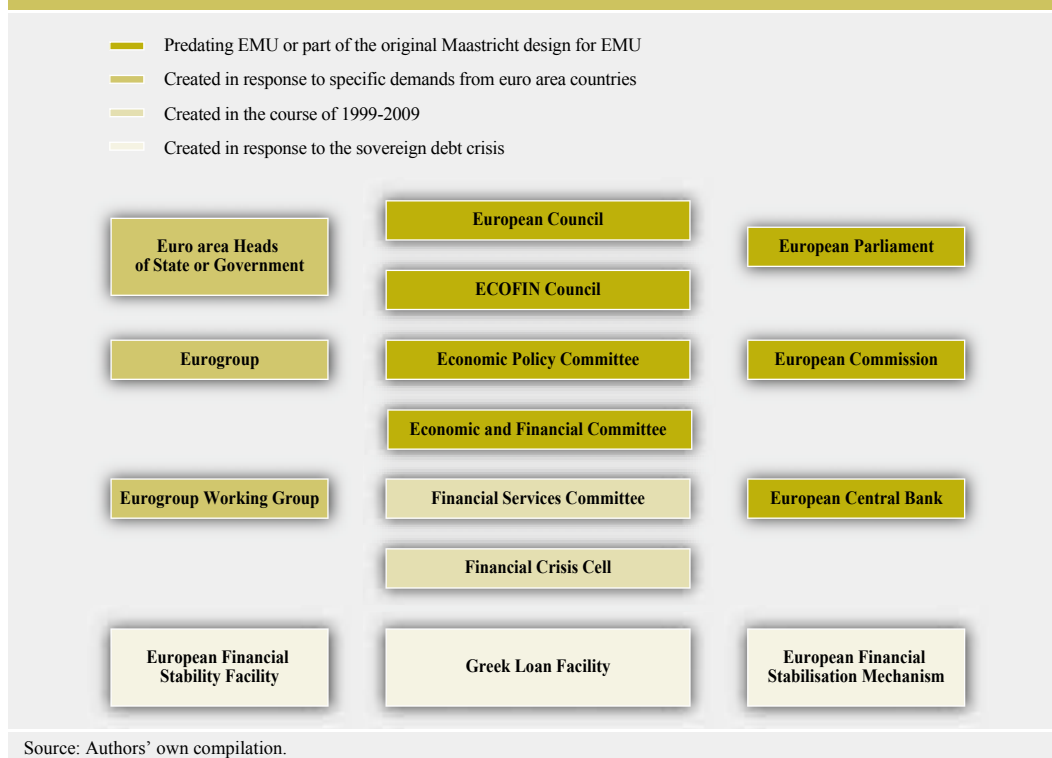 Predating EMU or part of the original Maastricht design for EMU
Created in response to specific demands from euro area countries
Created in the course of 1999-2009
Created in response to the sovereign debt crisis
Euro area Heads
of State or Government
European Council
European Parliament
ECOFIN Council
Eurogroup
Economic Policy Committee
European Commission
Economic and Financial Committee
Eurogroup Working Group
Financial Services Committee
European Central Bank
Financial Crisis Cell
European Financial
Stability Facility
Greek Loan Facility
European Financial
Stabilisation Mechanism
Source: Authors’ own compilation.